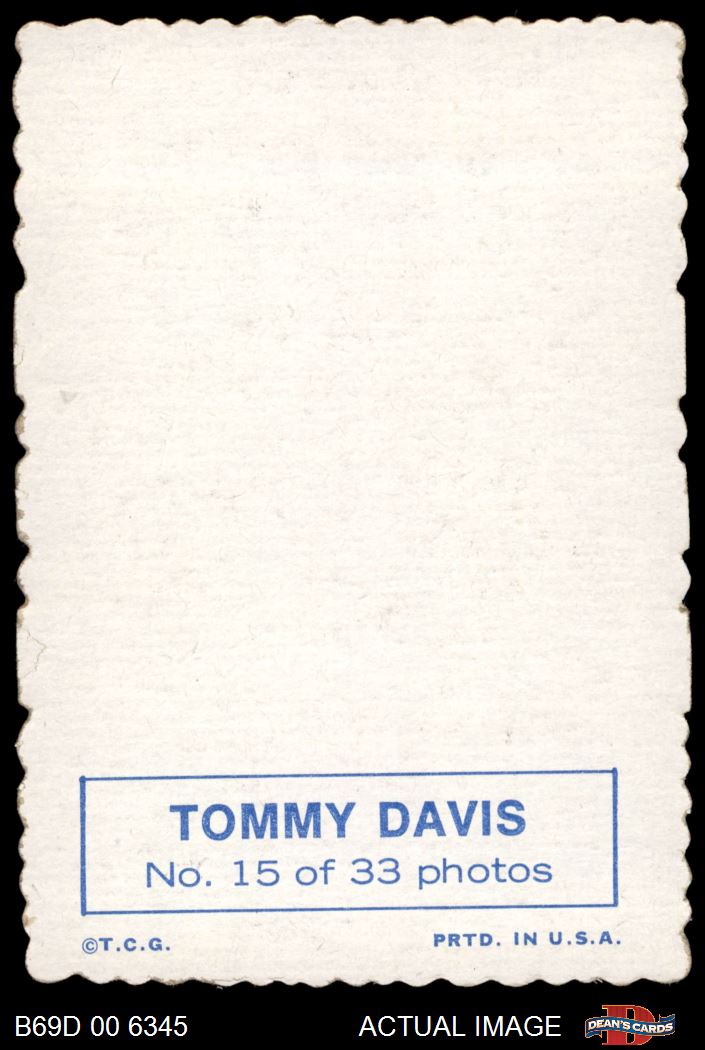 TOMMY DAVIS
No. 15 of 33 photos
©T.C.G.
PRTD. IN U.S.A.
B69D 00 6345
ACTUAL IMAGE
D
DEAN'S CARDS